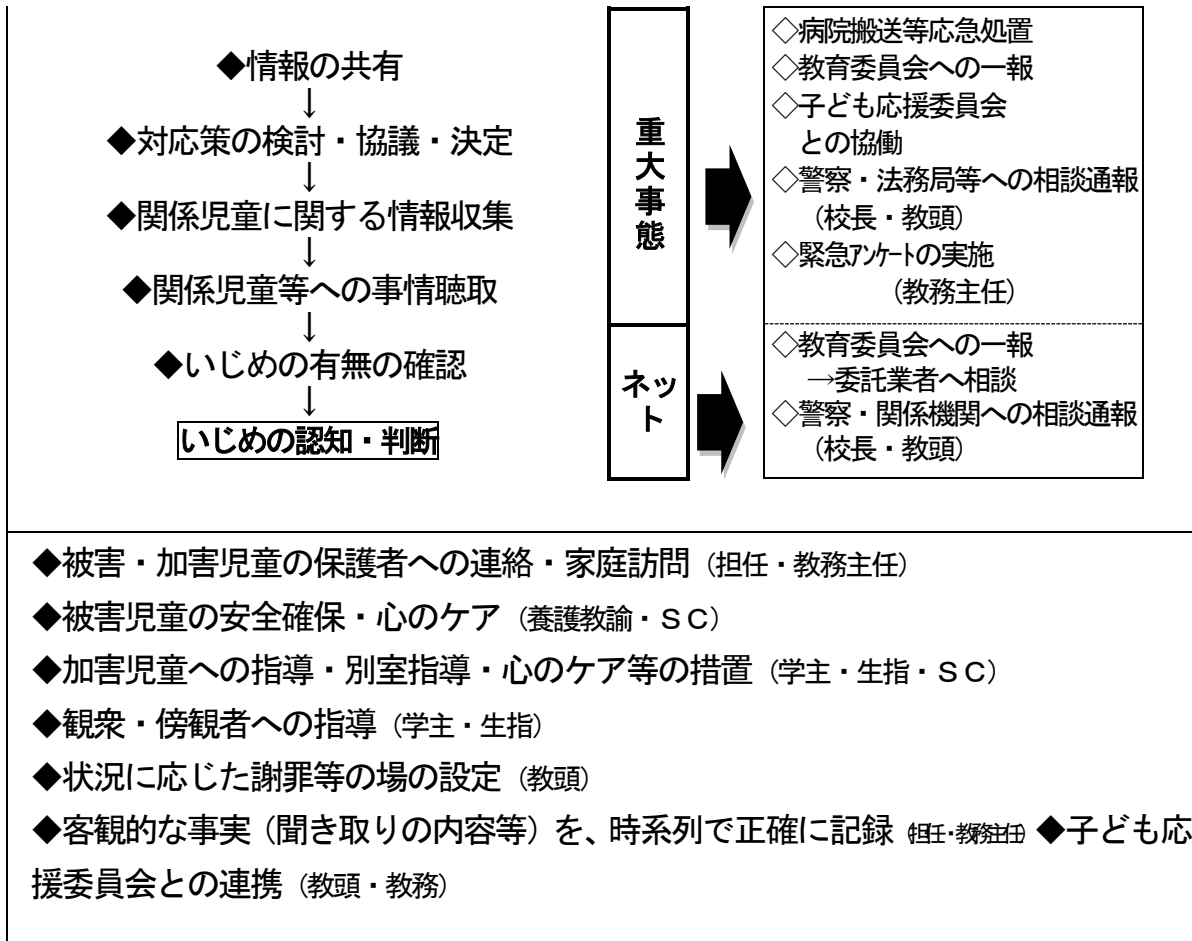 ◆情報の共有
↓
◆対応策の検討・協議・決定
↓
◆関係児童に関する情報収集
↓
◆関係児童等への事情聴取
↓
◆いじめの有無の確認
↓
いじめの認知・判断
重大事態
◇病院搬送等応急処置
◇教育委員会への一報
◇子ども応援委員会
との協働
◇警察・法務局等への相談通報
（校長・教頭）
◇緊急ｱﾝｹｰﾄの実施
（教務主任）
ネッ
ト
◇教育委員会への一報
→委託業者へ相談
◇警察・関係機関への相談通報
（校長・教頭）
◆被害・加害児童の保護者への連絡・家庭訪問（担任・教務主任）
◆被害児童の安全確保・心のケア（養護教諭・ＳＣ）
◆加害児童への指導・別室指導・心のケア等の措置（学主・生指・ＳＣ）
◆観衆・傍観者への指導（学主・生指）
◆状況に応じた謝罪等の場の設定（教頭）
◆客観的な事実（聞き取りの内容等）を、時系列で正確に記録（担任・教務主任）◆子ども応
援委員会との連携（教頭・教務）